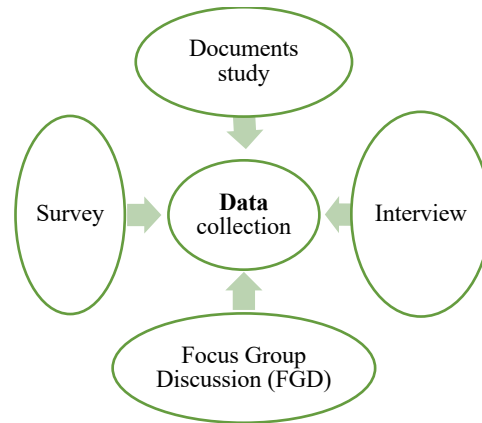 Documents
study
Survey
Data
collection
Interview
Focus Group
Discussion (FGD)